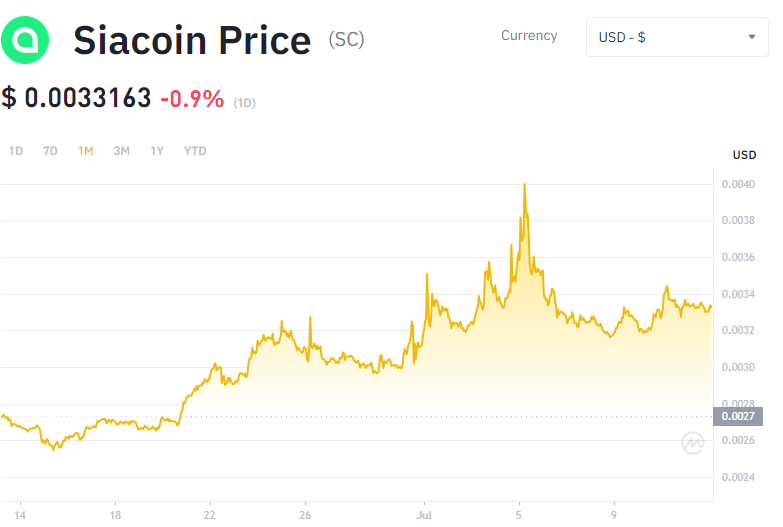 Siacoin Price (SC)
Currency
USD - $
$ 0.0033163 -0.9% (1D)
1D 7D 1M 3M 1Y YTD
USD
0.0040
0.0038
0.0036
0.0034
0.0032
0.0030
0.0028
0.0027
0.0026
0.0024
14 18 22 26 Jul 5 9